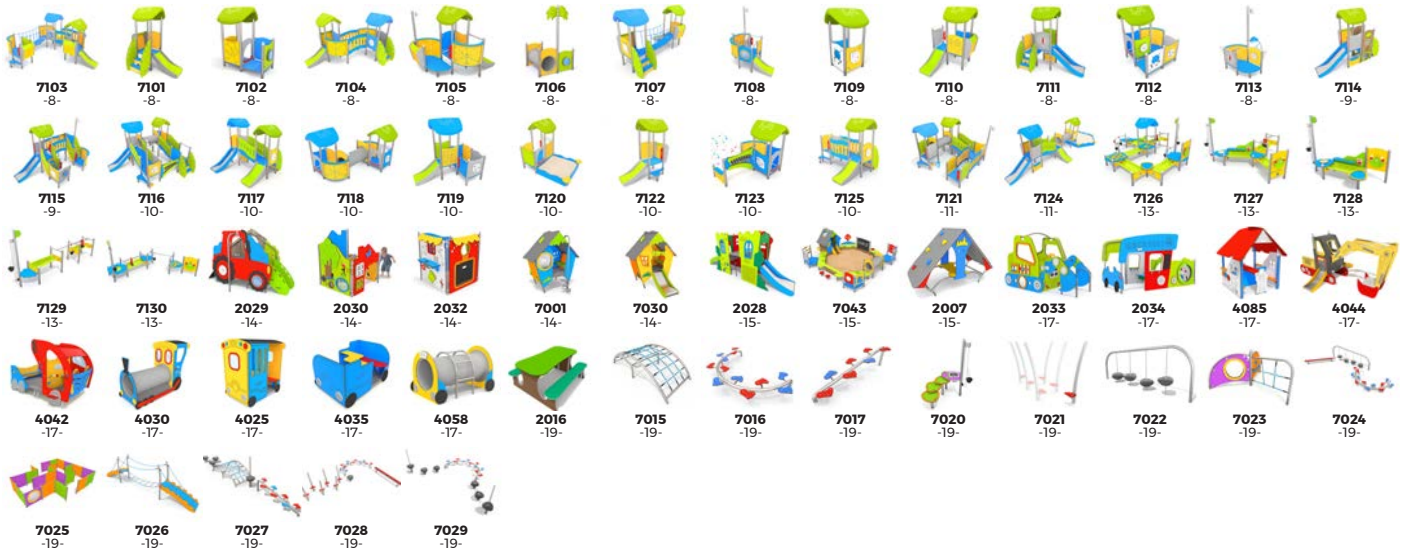 7103 7101 7102 7104 7105 7106 7107 7108 7109 7110 7111 7112 7113 7114
-8- -8- -8- -8- -8- -8- -8- -8- -8- -8- -8- -8- -8- -9-
7115 7116 7117 7118 7119 7120 7122 7123 7125 7121 7124 7126 7127 7128
-9- -10- -10- -10- -10- -10- -10- -10- -10- -11- -11- -13- -13- -13-
7129 7130 2029 2030 2032 7001 7030 2028 7043 2007 2033 2034 4085 4044
-13- -13- -14- -14- -14- -14- -14- -15- -15- -15- -17- -17- -17- -17-
4042 4030 4025 4035 4058 2016 7015 7016 7017 7020 7021 7022 7023 7024
-17- -17- -17- -17- -17- -19- -19- -19- -19- -19- -19- -19- -19- -19-
7025 7026 7027 7028 7029
-19- -19- -19- -19- -19-